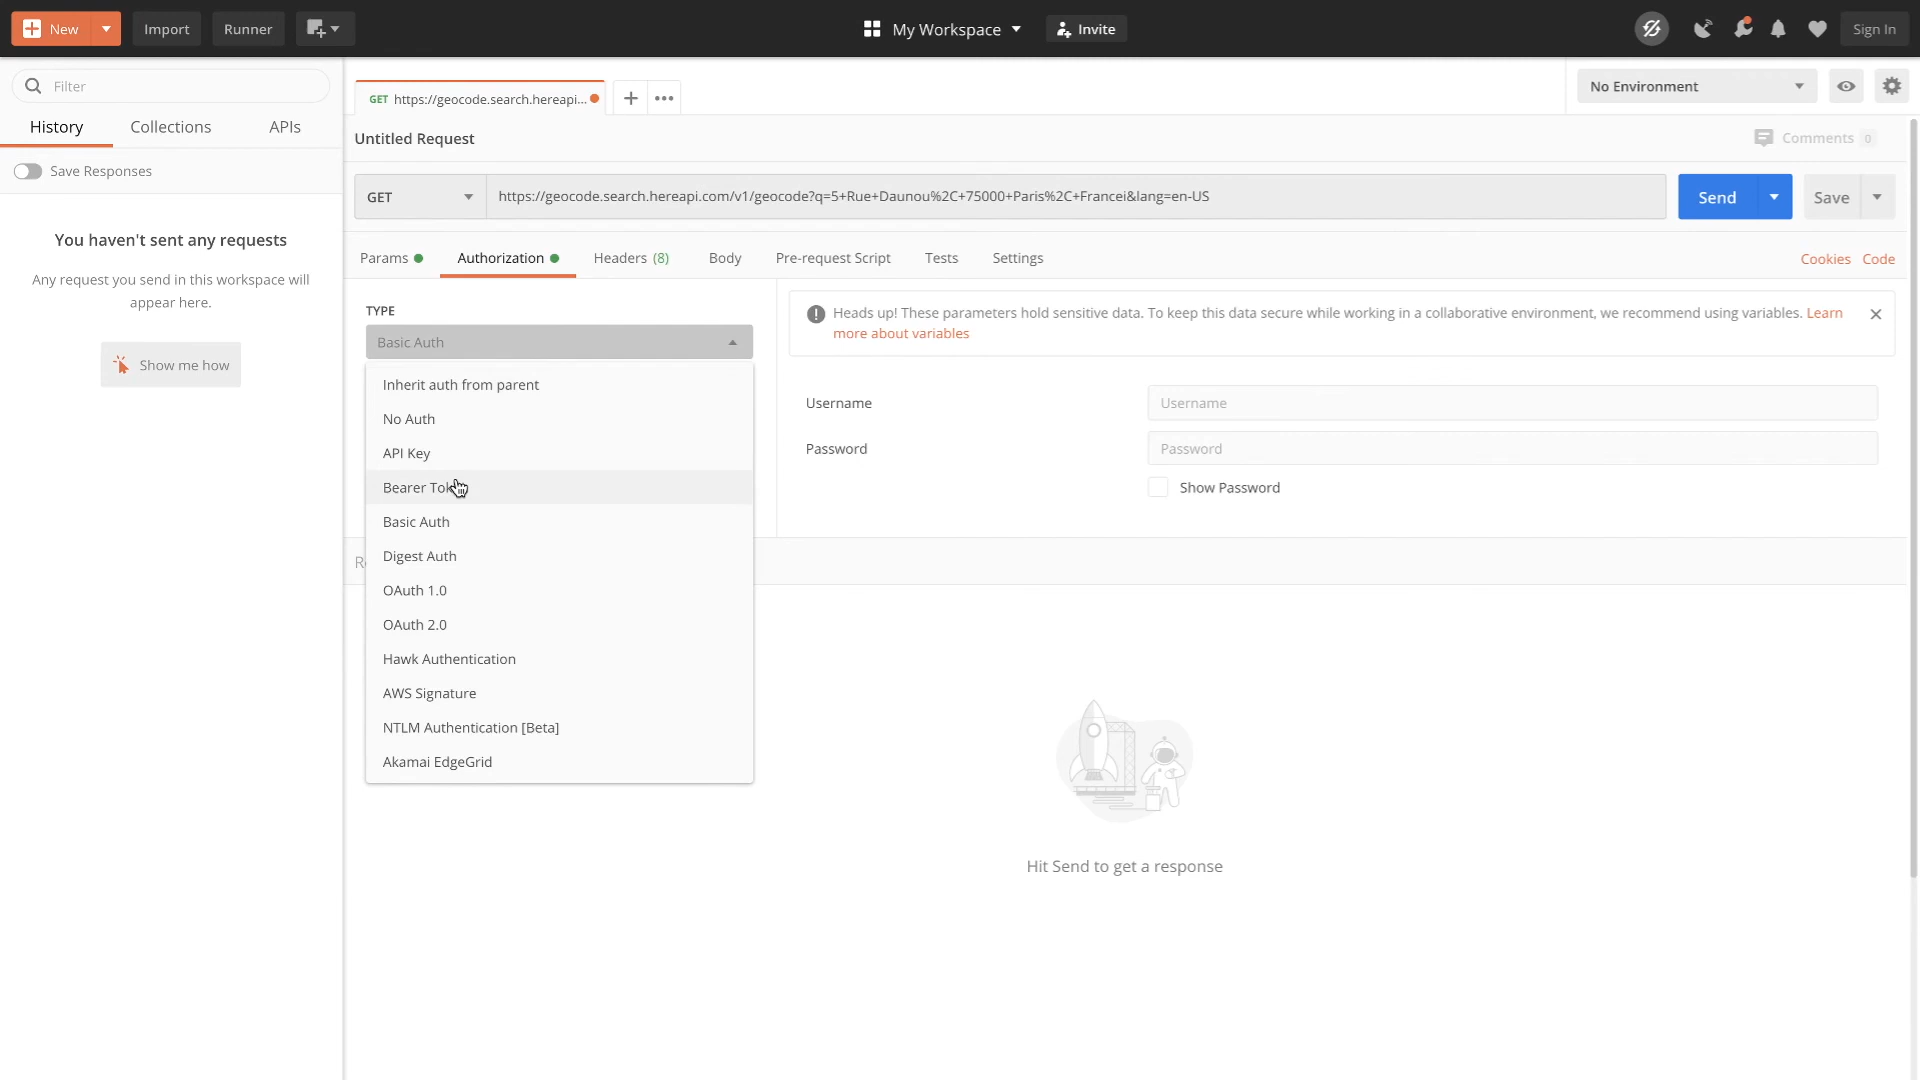 New
Import
Runner
My Workspace
Invite
Sign In
Filter
GET https://geocode.search.hereapi...
No Environment
History
Collections
APIs
Untitled Request
Comments 0
Save Responses
GET
https://geocode.search.hereapi.com/v1/geocode?q=5+Rue+Daunou%2C+75000+Paris%2C+Francei&lang=en-US
Send
Save
You haven't sent any requests
Any request you send in this workspace will
appear here.
Show me how
Params
Authorization
Headers (8)
Body
Pre-request Script
Tests
Settings
Cookies
Code
TYPE
Basic Auth
Inherit auth from parent
No Auth
API Key
Bearer
Basic Auth
Digest Auth
OAuth 1.0
OAuth 2.0
Hawk Authentication
AWS Signature
NTLM Authentication [Beta]
Akamai EdgeGrid
Heads up! These parameters hold sensitive data. To keep this data secure while working in a collaborative environment, we recommend using variables. Learn
more about variables
Username
Username
Password
Password
Show Password
Hit Send to get a response